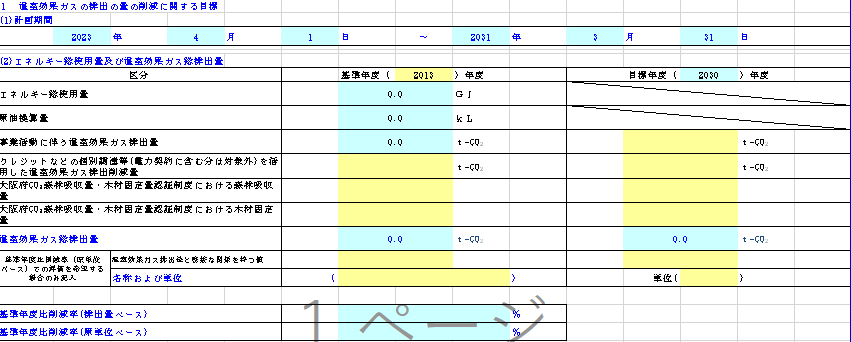 1 温室効果ガスの排出の量の削減に関する目標
(1)計画期間
2023 年 4 月 1 日 ～ 2031 年 3 月 31 日
(2)エネルギー総使用量及び温室効果ガス総排出量
区分 基準年度（ 2013 ）年度 目標年度（ 2030 ）年度
エネルギー総使用量 0.0 ＧＪ
原油換算量 0.0 ｋＬ
事業活動に伴う温室効果ガス排出量 0.0 ｔ-CO₂ ｔ-CO₂
クレジットなどの個別調達等(電力契約に含む分は対象外)を活
用した温室効果ガス排出削減量 ｔ-CO₂ ｔ-CO₂
大阪府CO₂森林吸収量・木材固定量認証制度における森林吸収
量
大阪府CO₂森林吸収量・木材固定量認証制度における木材固定
量
温室効果ガス総排出量 0.0 ｔ-CO₂ 0.0 ｔ-CO₂
基準年度比削減率（原単位
ベース）での評価を希望する
場合のみ記入
温室効果ガス排出量と密接な関係を持つ値
名称および単位 （ ） 単位( ）
基準年度比削減率(排出量ベース) ％
基準年度比削減率(原単位ベース) ％
1 ページ